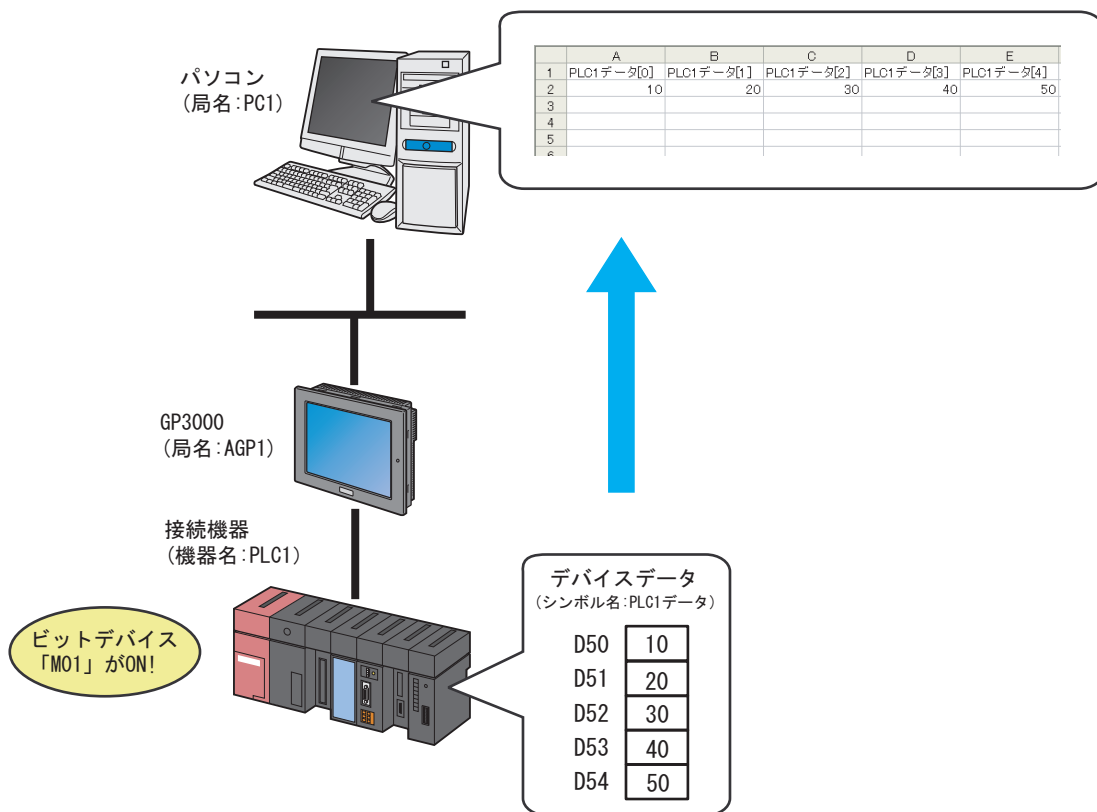 パソコン
(局名:PC1)
A B C D E
1 PLC1データ[0] PLC1データ[1] PLC1データ[2] PLC1データ[3] PLC1データ[4]
2 10 20 30 40 50
3
4
5
6
GP3000
(局名:AGP1)
接続機器
(機器名:PLC1)
ビットデバイス
「M01」がON!
デバイスデータ
(シンボル名:PLC1データ)
D50 10
D51 20
D52 30
D53 40
D54 50